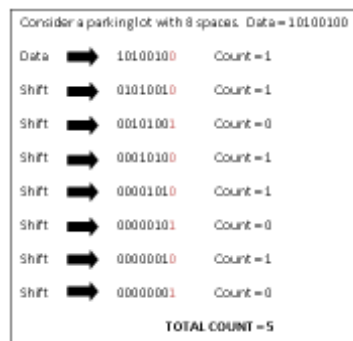 Consider a parking lot with 8 spaces. Data = 10100100
Data 10100100 Count = 1
Shift 01010010 Count = 1
Shift 00101001 Count = 0
Shift 00010100 Count = 1
Shift 00001010 Count = 1
Shift 00000101 Count = 0
Shift 00000010 Count = 1
Shift 00000001 Count = 0
TOTAL COUNT = 5